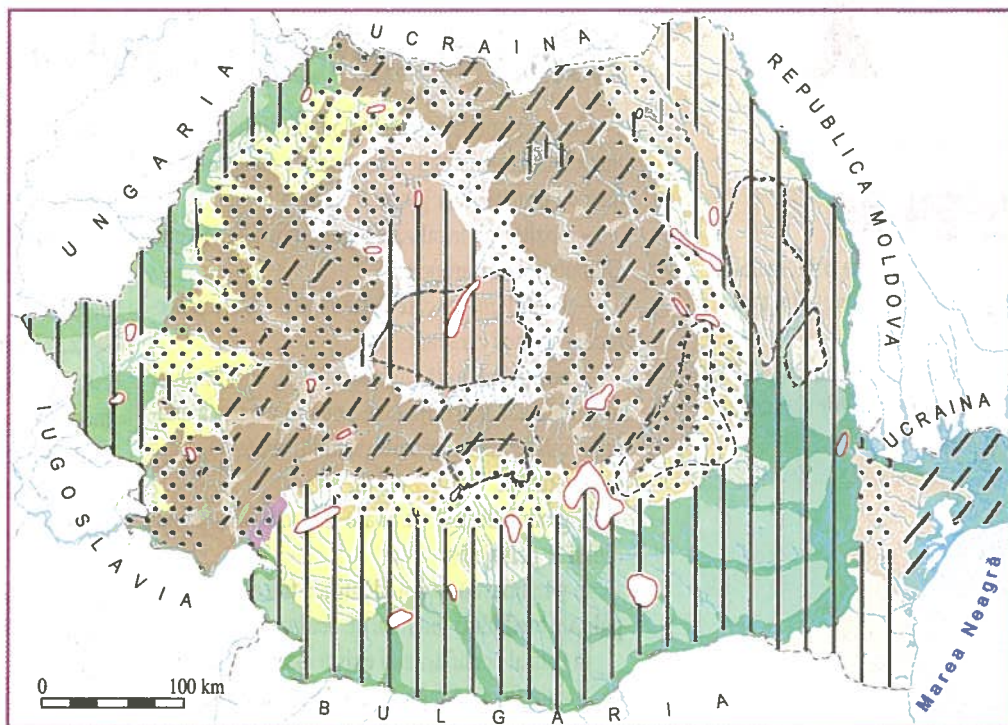 UCRAINA
UNGARIA
REPUBLICA MOLDOVA
IUGOSLAVIA
UCRAINA
Marea Neagră
0 100 km
BULGARIA